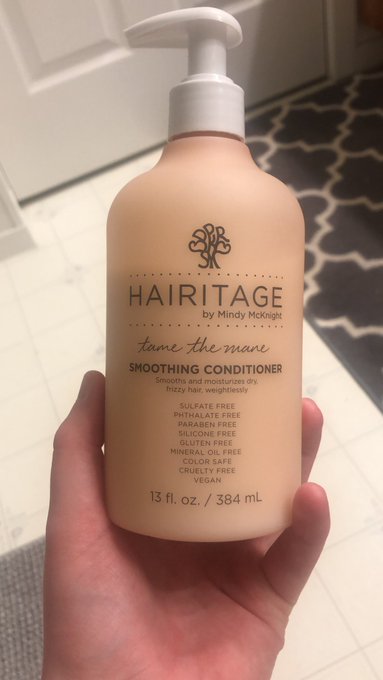 HAIRITAGE
by Mindy McKnight
tame the mane
SMOOTHING CONDITIONER
Smooths and moisturizes dry,
frizzy hair, weightlessly
SULFATE FREE
PHTHALATE FREE
PARABEN FREE
SILICONE FREE
GLUTEN FREE
MINERAL OIL FREE
COLOR SAFE
CRUELTY FREE
VEGAN
13 fl. oz. / 384 mL